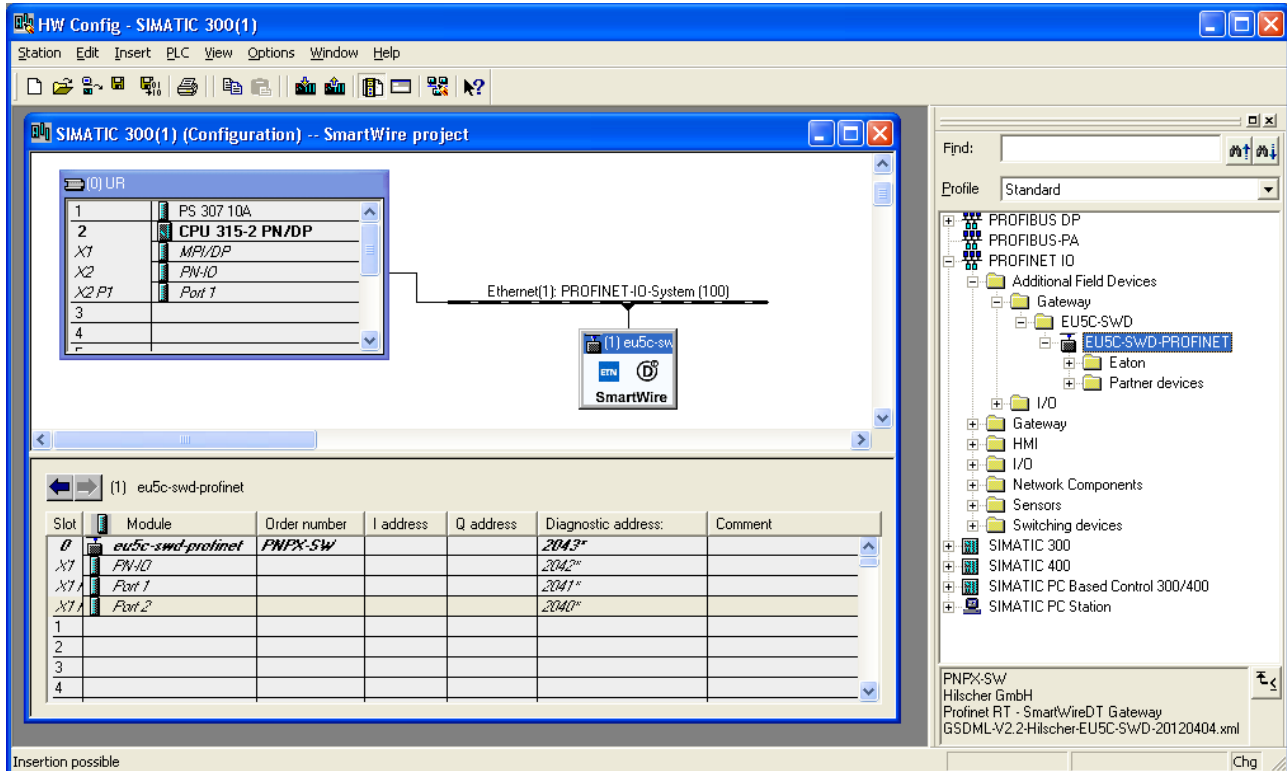 HW Config - SIMATIC 300(1)
Station Edit Insert PLC View Options Window Help
SIMATIC 300(1) (Configuration) -- SmartWire project
(0) UR
1 PS 307 10A
2 CPU 315-2 PN/DP
X1 MPI/DP
X2 PN-IO
X2 P1 Port 1
3
4
Ethernet(1): PROFINET-IO-System (100)
(1) eu5c-sw
ETN D
SmartWire
(1) eu5c-swd-profinet
Slot Module Order number I address Q address Diagnostic address: Comment
0 eu5c-swd-profinet PNPX-SW 2043*
X1 PN-IO 2042*
X1 Port 1 2041*
X1 Port 2 2040*
1
2
3
4
Find:
Profile Standard
PROFIBUS DP
PROFIBUS-PA
PROFINET IO
Additional Field Devices
Gateway
EU5C-SWD
EU5C-SWD-PROFINET
Eaton
Partner devices
I/O
Gateway
HMI
I/O
Network Components
Sensors
Switching devices
SIMATIC 300
SIMATIC 400
SIMATIC PC Based Control 300/400
SIMATIC PC Station
PNPX-SW
Hilscher GmbH
Profinet RT - SmartWireDT Gateway
GSDML-V2.2-Hilscher-EU5C-SWD-20120404.xml
Insertion possible
Chg